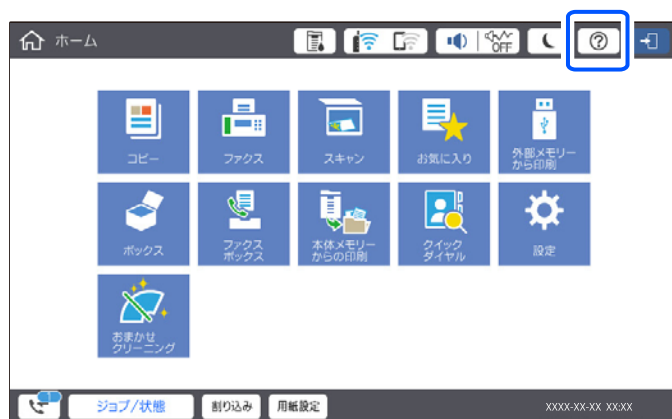 ホーム
OFF
?
コピー
ファクス
スキャン
お気に入り
外部メモリー
から印刷
ボックス
ファクス
ボックス
本体メモリー
からの印刷
クイック
ダイヤル
設定
おまかせ
クリーニング
ジョブ/状態
割り込み
用紙設定
XXXX-XX-XX XX:XX